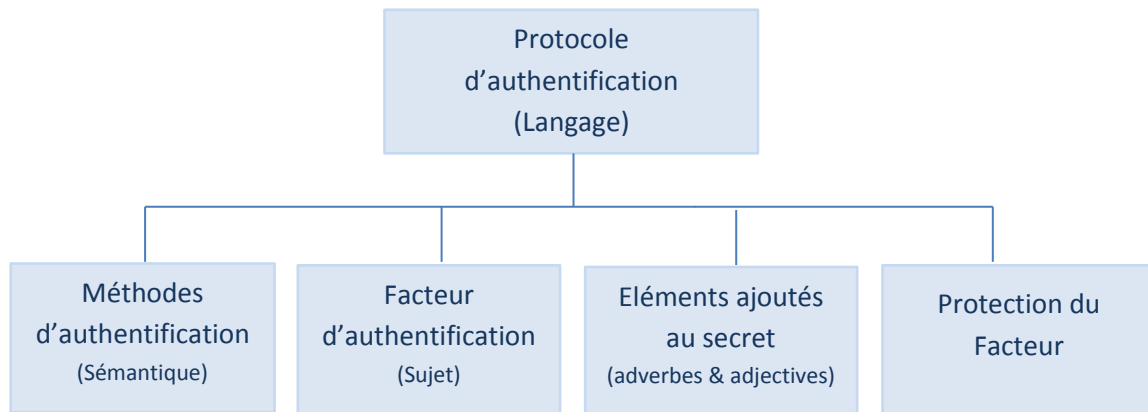 Protocole
d’authentification
(Langage)
Méthodes
d’authentification
(Sémantique)
Facteur
d’authentification
(Sujet)
Eléments ajoutés
au secret
(adverbes & adjectives)
Protection du
Facteur